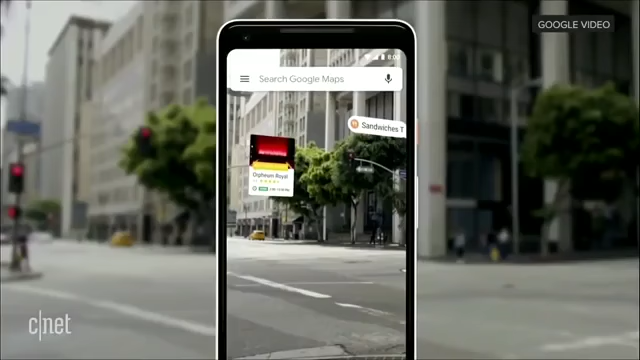 GOOGLE VIDEO
8:00
Search Google Maps
Sandwiches T
Orpheum Royal
c|net